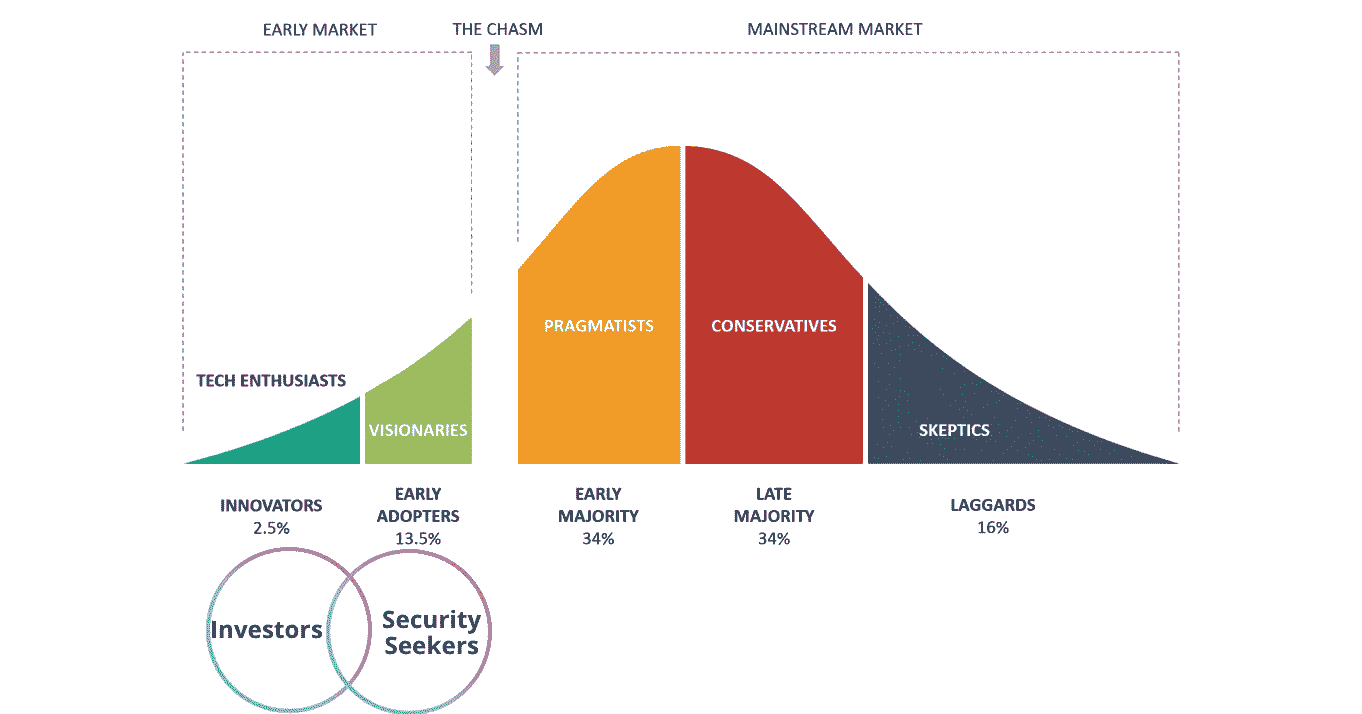 EARLY MARKET
THE CHASM
MAINSTREAM MARKET
PRAGMATISTS
CONSERVATIVES
TECH ENTHUSIASTS
VISIONARIES
SKEPTICS
INNOVATORS
2.5%
EARLY
ADOPTERS
13.5%
EARLY
MAJORITY
34%
LATE
MAJORITY
34%
LAGGARDS
16%
Investors
Security
Seekers